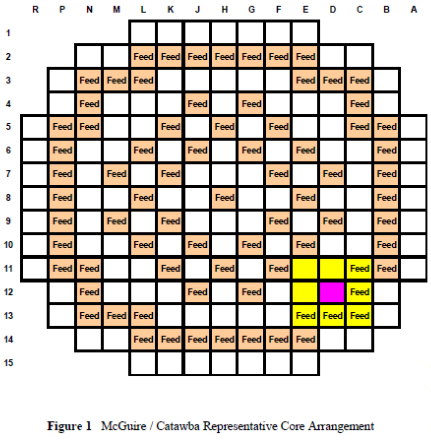 R P N M L K J H G F E D C B A
1
2 Feed Feed Feed Feed Feed Feed Feed
3 Feed Feed Feed Feed Feed Feed
4 Feed Feed Feed Feed
5 Feed Feed Feed Feed Feed Feed Feed
6 Feed Feed Feed Feed Feed Feed
7 Feed Feed Feed Feed Feed Feed
8 Feed Feed Feed Feed Feed
9 Feed Feed Feed Feed Feed Feed
10 Feed Feed Feed Feed Feed Feed
11 Feed Feed Feed Feed Feed Feed Feed
12 Feed Feed Feed Feed
13 Feed Feed Feed Feed Feed Feed
14 Feed Feed Feed Feed Feed Feed Feed
15
Figure 1 McGuire / Catawba Representative Core Arrangement